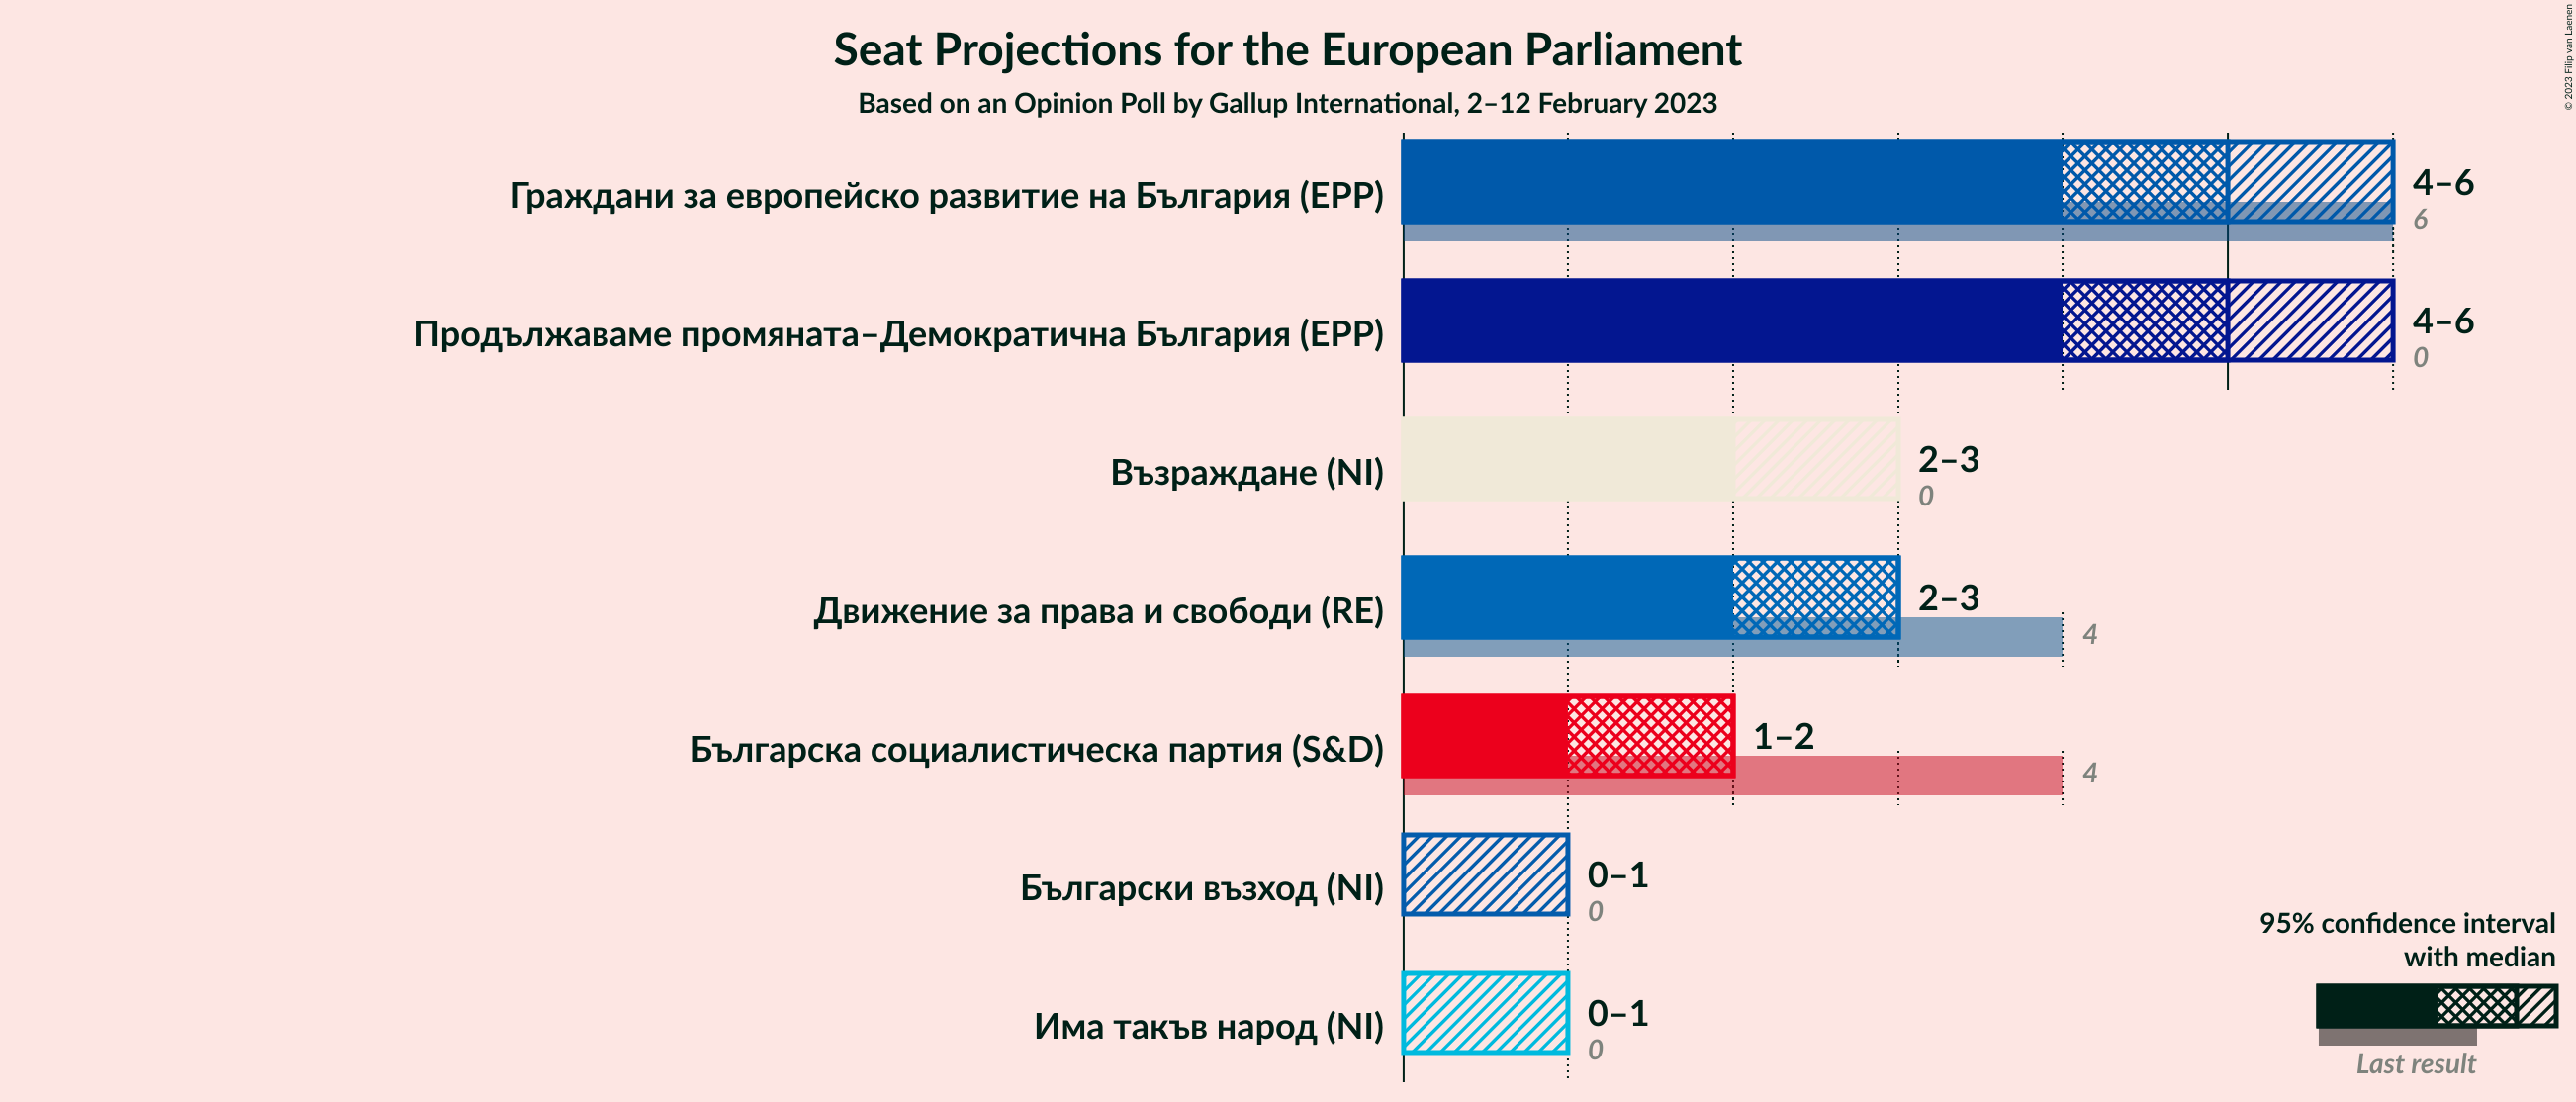 Seat Projections for the European Parliament
Based on an Opinion Poll by Gallup International, 2–12 February 2023
© 2023 Filip van Laenen
Граждани за европейско развитие на България (EPP)
4–6
6
Продължаваме промяната–Демократична България (EPP)
4–6
0
Възраждане (NI)
2–3
0
Движение за права и свободи (RE)
2–3
4
Българска социалистическа партия (S&D)
1–2
4
Български възход (NI)
0–1
0
Има такъв народ (NI)
0–1
0
95% confidence interval
with median
Last result